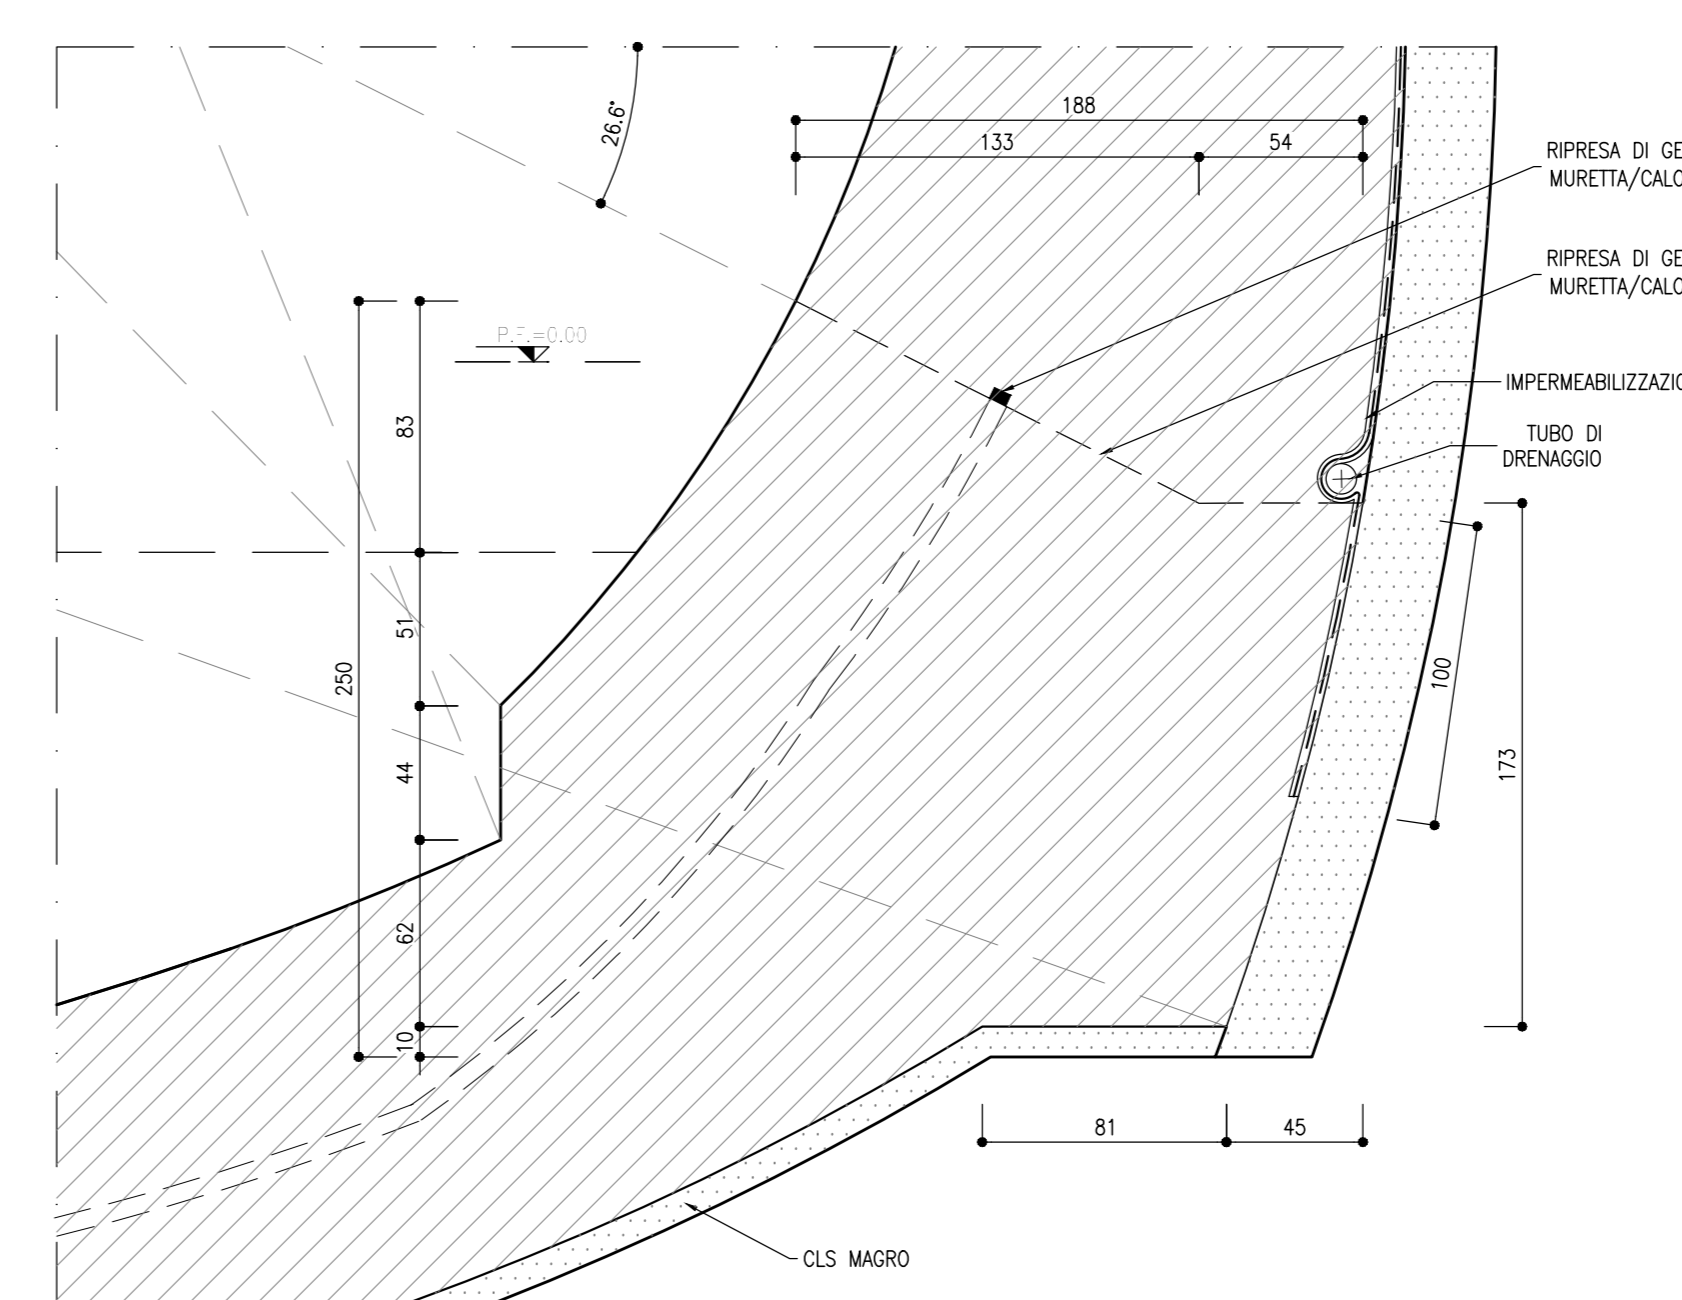 26.6°
188
133
54
RIPRESA DI GE
MURETTA/CALC
RIPRESA DI GE
MURETTA/CALC
P.F.=0.00
IMPERMEABILIZZAZIO
TUBO DI
DRENAGGIO
83
51
250
44
62
10
100
173
81
45
CLS MAGRO